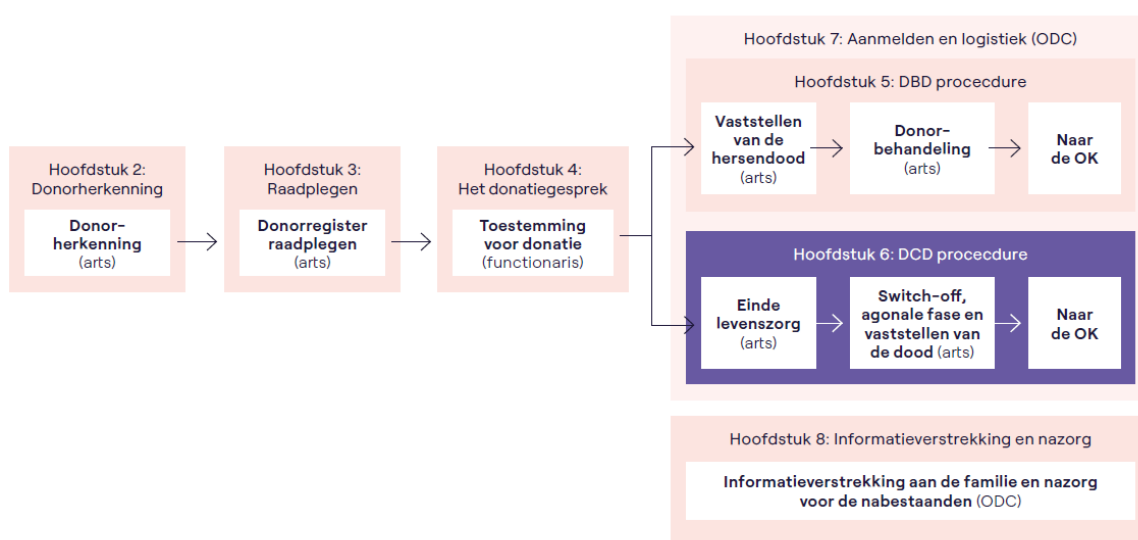 Hoofdstuk 2:
Donorherkenning
Donor-
herkenning
(arts)
Hoofdstuk 3:
Raadplegen
Donorregister
raadplegen
(arts)
Hoofdstuk 4:
Het donatiegesprek
Toestemming
voor donatie
(functionaris)
Hoofdstuk 7: Aanmelden en logistiek (ODC)
Hoofdstuk 5: DBD procecdure
Vaststellen
van de
hersendood
(arts)
Donor-
behandeling
(arts)
Naar
de OK
Hoofdstuk 6: DCD procecdure
Einde
levenszorg
(arts)
Switch-off,
agonale fase en
vaststellen van
de dood (arts)
Naar
de OK
Hoofdstuk 8: Informatieverstrekking en nazorg
Informatieverstrekking aan de familie en nazorg
voor de nabestaanden (ODC)